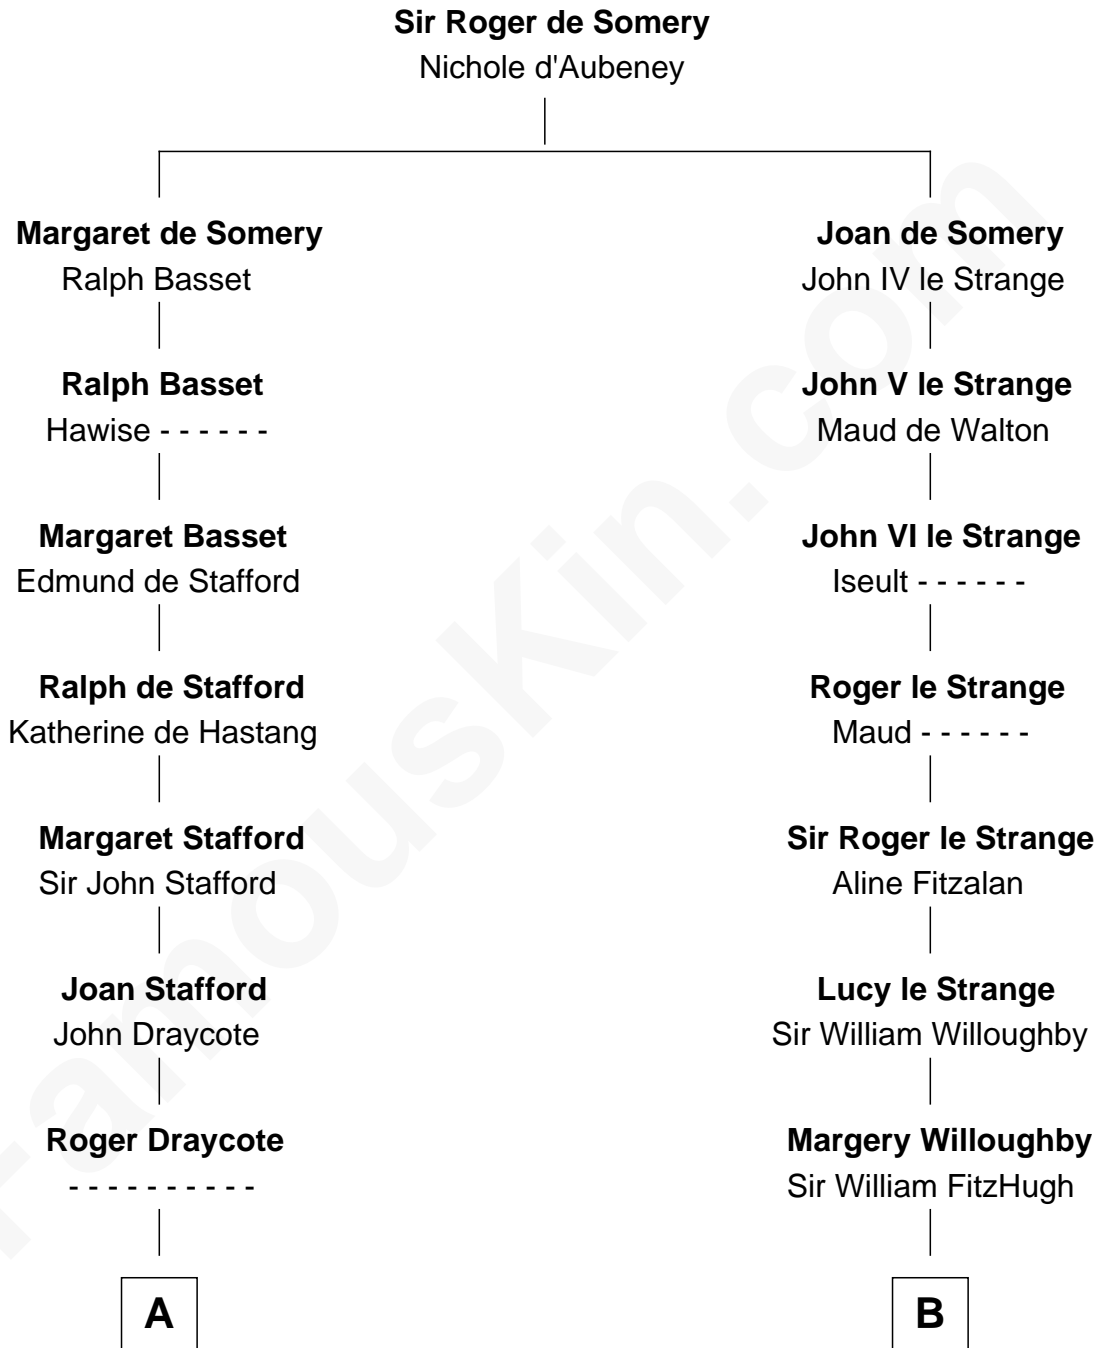 Sir Roger de Somery
Nichole d'Aubeney
Margaret de Somery
Ralph Basset
Joan de Somery
John IV le Strange
Ralph Basset
Hawise - - - - - -
John V le Strange
Maud de Walton
Margaret Basset
Edmund de Stafford
John VI le Strange
Iseult - - - - - -
Ralph de Stafford
Katherine de Hastang
Roger le Strange
Maud - - - - - -
Margaret Stafford
Sir John Stafford
Sir Roger le Strange
Aline Fitzalan
Joan Stafford
John Draycote
Lucy le Strange
Sir William Willoughby
Roger Draycote
- - - - - - - - - -
Margery Willoughby
Sir William FitzHugh
A
B
FamousKin.com